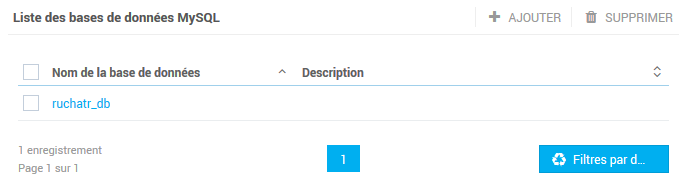 Liste des bases de données MySQL
AJOUTER
SUPPRIMER
Nom de la base de données
Description
ruchatr_db
1 enregistrement
Page 1 sur 1
1
Filtres par d...